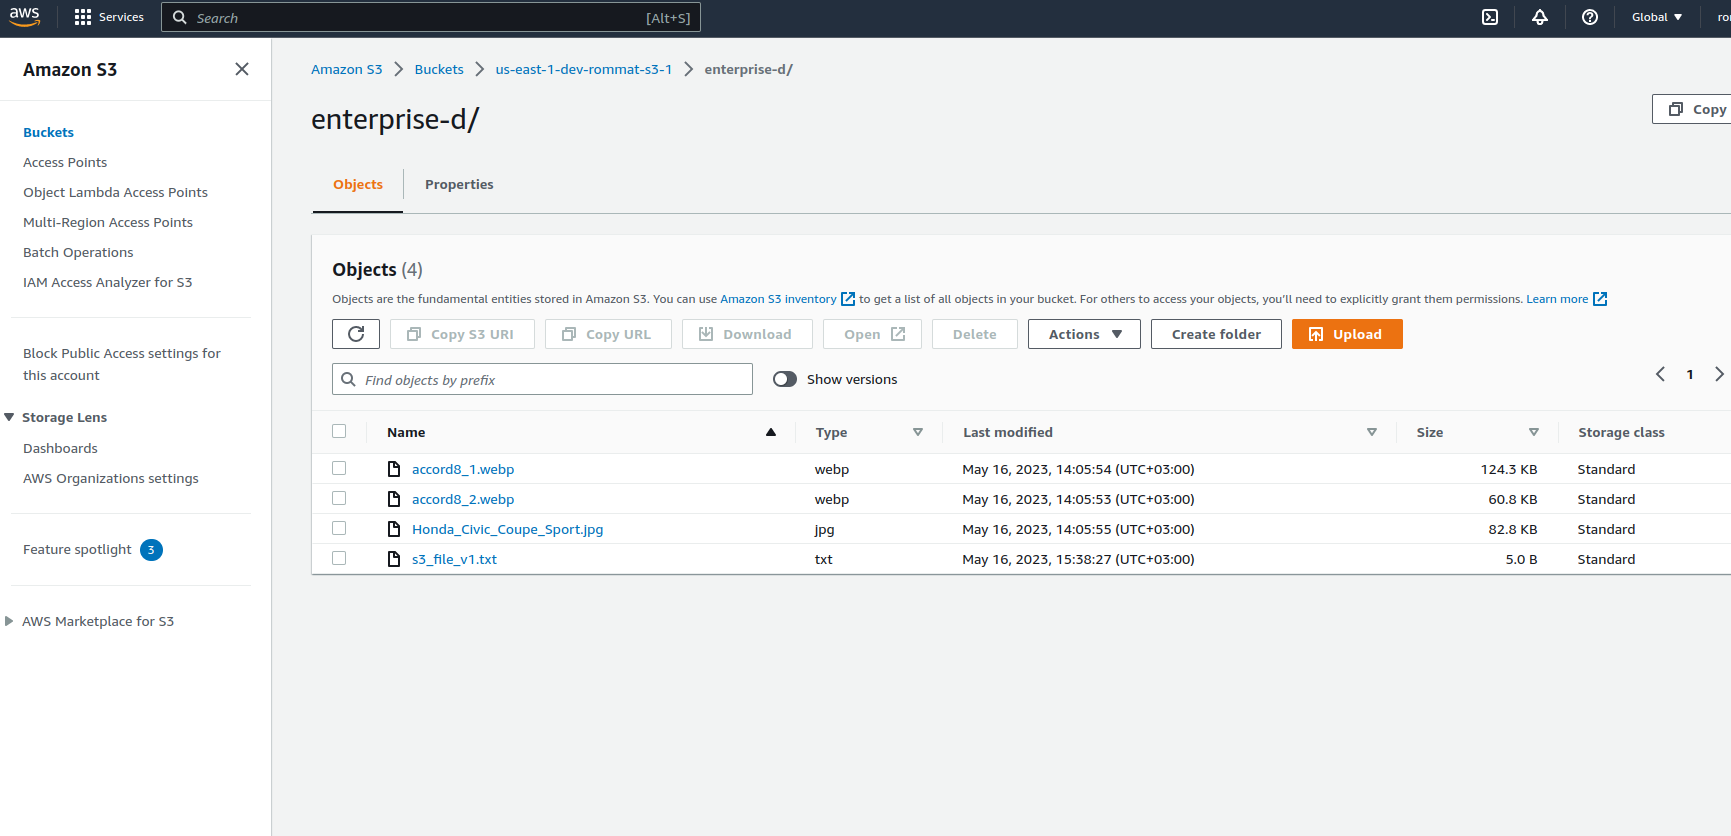 aws Services Search [Alt+S] Global ro
Amazon S3
Buckets
Access Points
Object Lambda Access Points
Multi-Region Access Points
Batch Operations
IAM Access Analyzer for S3
Block Public Access settings for
this account
Storage Lens
Dashboards
AWS Organizations settings
Feature spotlight 3
AWS Marketplace for S3
Amazon S3 Buckets us-east-1-dev-rommat-s3-1 enterprise-d/
enterprise-d/
Copy
Objects Properties
Objects (4)
Objects are the fundamental entities stored in Amazon S3. You can use Amazon S3 inventory to get a list of all objects in your bucket. For others to access your objects, you'll need to explicitly grant them permissions. Learn more
Copy S3 URI Copy URL Download Open Delete Actions Create folder Upload
Find objects by prefix Show versions 1
Name Type Last modified Size Storage class
accord8_1.webp webp May 16, 2023, 14:05:54 (UTC+03:00) 124.3 KB Standard
accord8_2.webp webp May 16, 2023, 14:05:53 (UTC+03:00) 60.8 KB Standard
Honda_Civic_Coupe_Sport.jpg jpg May 16, 2023, 14:05:55 (UTC+03:00) 82.8 KB Standard
s3_file_v1.txt txt May 16, 2023, 15:38:27 (UTC+03:00) 5.0 B Standard